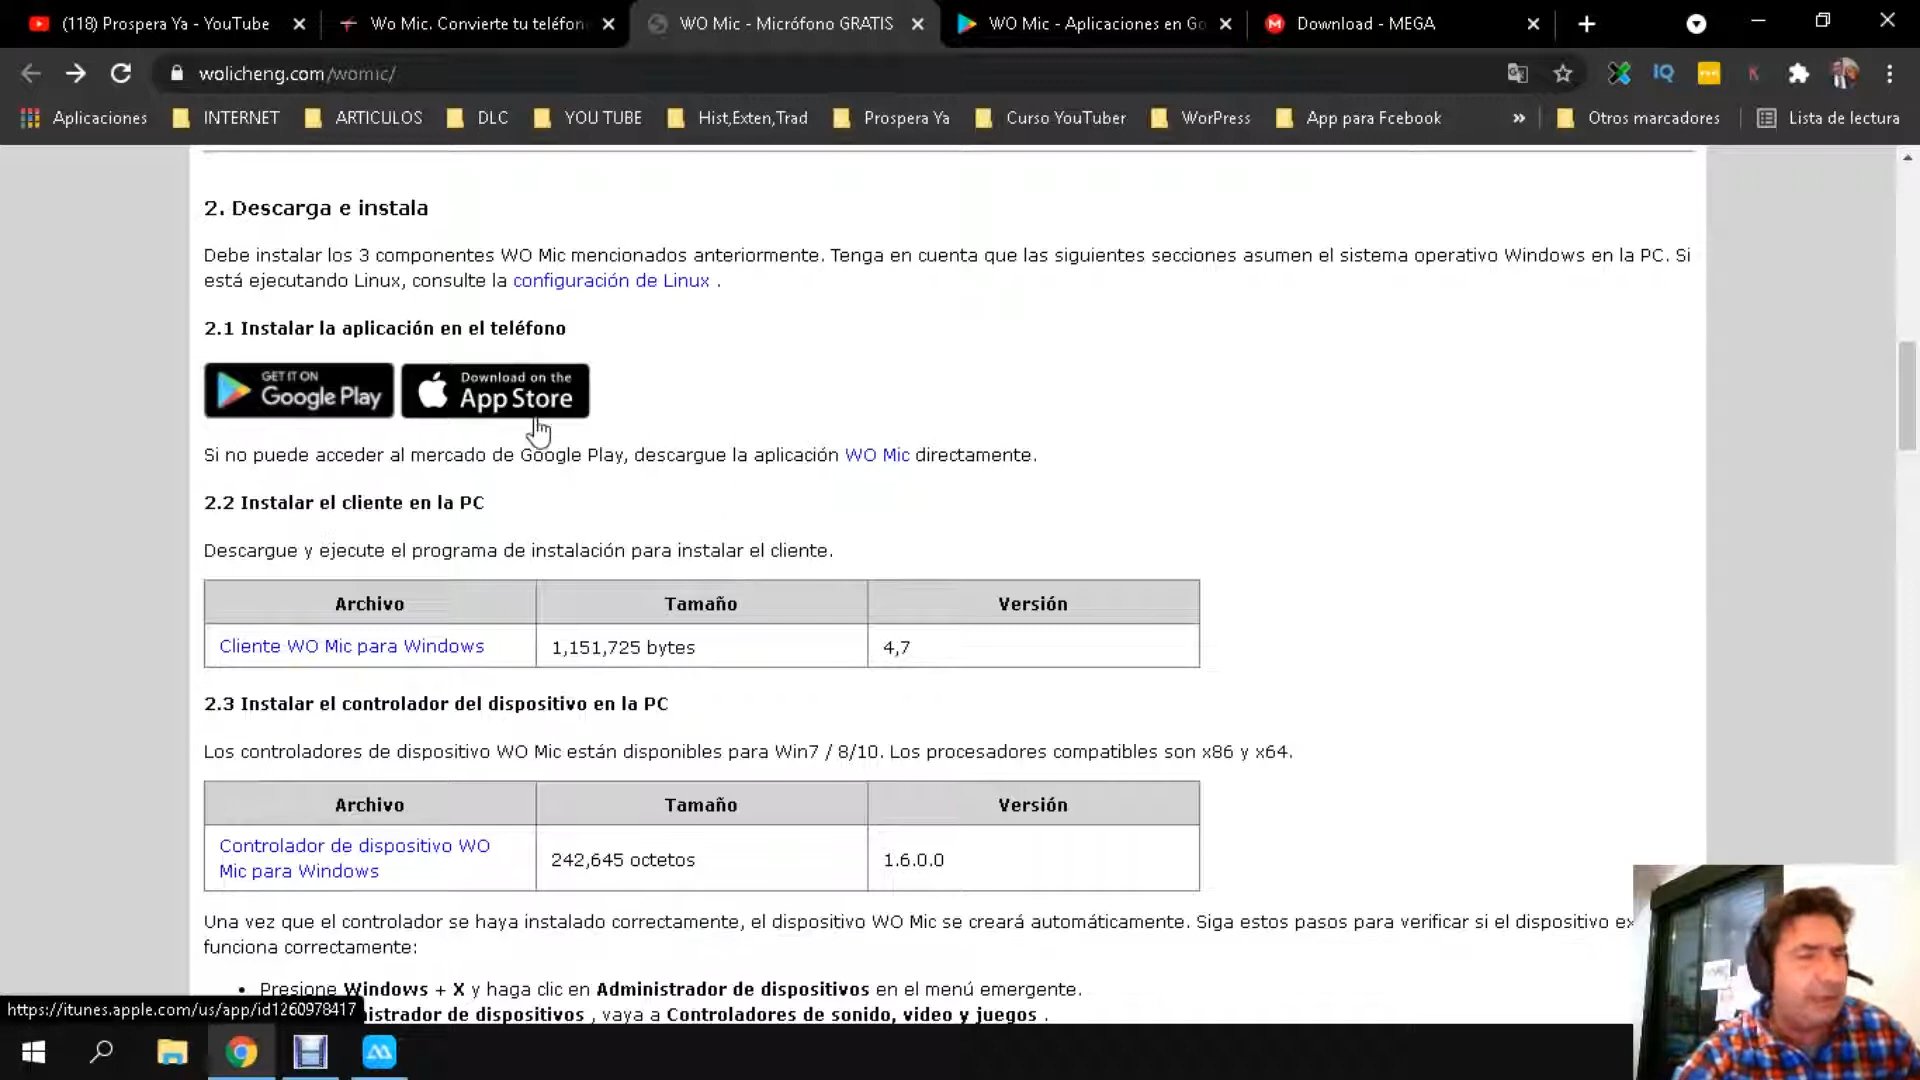 (118) Prospera Ya - YouTube
Wo Mic. Convierte tu teléfono
WO Mic - Micrófono GRATIS
WO Mic - Aplicaciones en Go
Download - MEGA
wolicheng.com/womic/
Aplicaciones
INTERNET
ARTICULOS
DLC
YOU TUBE
Hist,Exten,Trad
Prospera Ya
Curso YouTuber
WorPress
App para Fcebook
»
Otros marcadores
Lista de lectura
2. Descarga e instala
Debe instalar los 3 componentes WO Mic mencionados anteriormente. Tenga en cuenta que las siguientes secciones asumen el sistema operativo Windows en la PC. Si
está ejecutando Linux, consulte la configuración de Linux .
2.1 Instalar la aplicación en el teléfono
GET IT ON
Google Play
Download on the
App Store
Si no puede acceder al mercado de Google Play, descargue la aplicación WO Mic directamente.
2.2 Instalar el cliente en la PC
Descargue y ejecute el programa de instalación para instalar el cliente.
Archivo Tamaño Versión
Cliente WO Mic para Windows 1,151,725 bytes 4,7
2.3 Instalar el controlador del dispositivo en la PC
Los controladores de dispositivo WO Mic están disponibles para Win7 / 8/10. Los procesadores compatibles son x86 y x64.
Archivo Tamaño Versión
Controlador de dispositivo WO
Mic para Windows 242,645 octetos 1.6.0.0
Una vez que el controlador se haya instalado correctamente, el dispositivo WO Mic se creará automáticamente. Siga estos pasos para verificar si el dispositivo ex
funciona correctamente:
• Presione Windows + X y haga clic en Administrador de dispositivos en el menú emergente.
istrador de dispositivos , vaya a Controladores de sonido, video y juegos .
https://itunes.apple.com/us/app/id1260978417